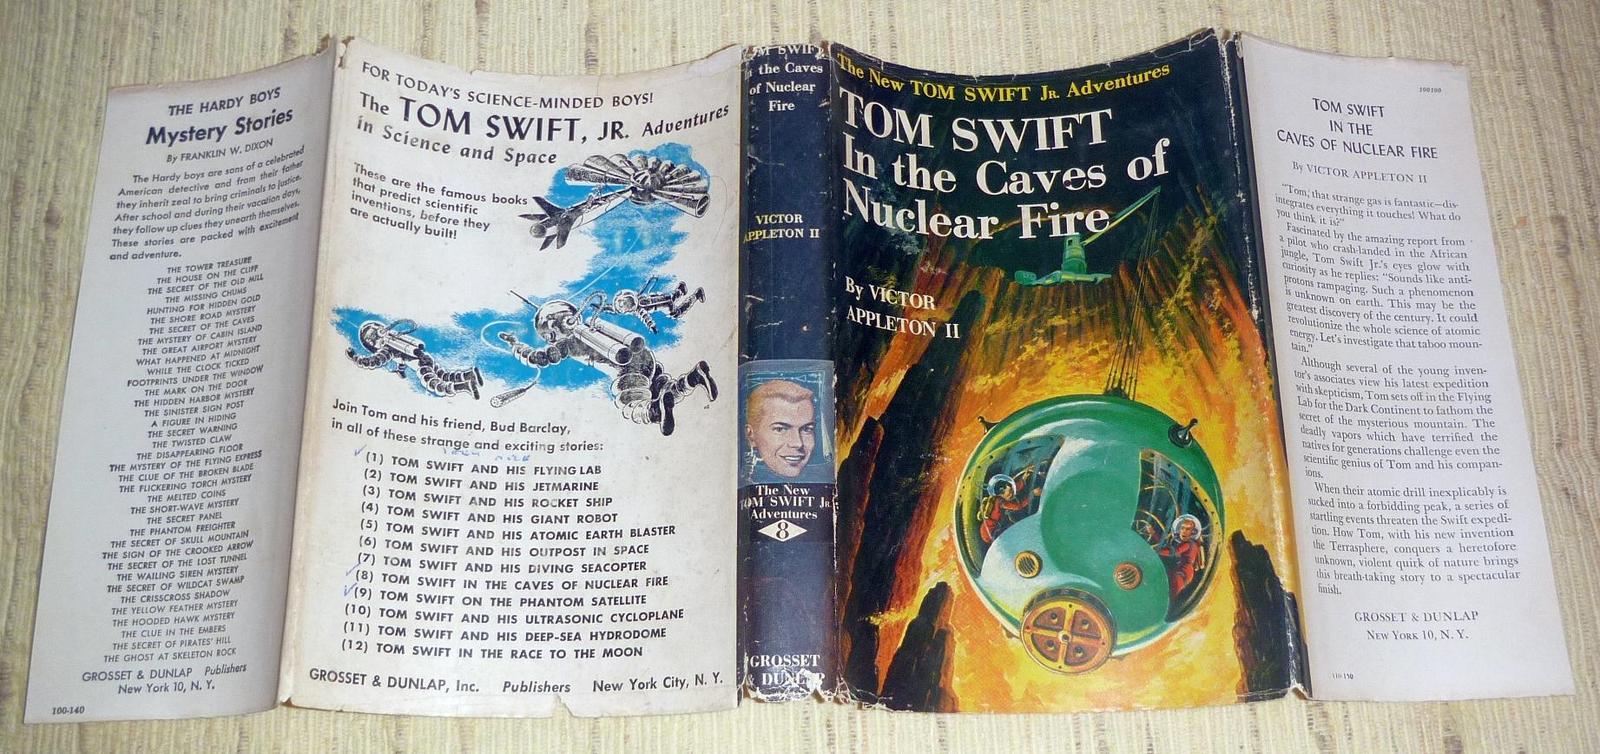 THE HARDY BOYS
Mystery Stories
By FRANKLIN W. DIXON
The Hardy boys are sons of a celebrated
American detective and from their father
they inherit zeal to bring criminals to justice.
After school and during their vacation days,
they follow up clues they unearth themselves.
These stories are packed with excitement
and adventure.
THE TOWER TREASURE
THE HOUSE ON THE CLIFF
THE SECRET OF THE OLD MILL
THE MISSING CHUMS
HUNTING FOR HIDDEN GOLD
THE SHORE ROAD MYSTERY
THE SECRET OF THE CAVES
THE MYSTERY OF CABIN ISLAND
THE GREAT AIRPORT MYSTERY
WHAT HAPPENED AT MIDNIGHT
WHILE THE CLOCK TICKED
FOOTPRINTS UNDER THE WINDOW
THE MARK ON THE DOOR
THE HIDDEN HARBOR MYSTERY
THE SINISTER SIGN POST
A FIGURE IN HIDING
THE SECRET WARNING
THE TWISTED CLAW
THE DISAPPEARING FLOOR
THE MYSTERY OF THE FLYING EXPRESS
THE CLUE OF THE BROKEN BLADE
THE FLICKERING TORCH MYSTERY
THE MELTED COINS
THE SHORT-WAVE MYSTERY
THE SECRET PANEL
THE PHANTOM FREIGHTER
THE SECRET OF SKULL MOUNTAIN
THE SIGN OF THE CROOKED ARROW
THE SECRET OF THE LOST TUNNEL
THE WAILING SIREN MYSTERY
THE SECRET OF WILDCAT SWAMP
THE CRISSCROSS SHADOW
THE YELLOW FEATHER MYSTERY
THE HOODED HAWK MYSTERY
THE CLUE IN THE EMBERS
THE SECRET OF PIRATES' HILL
THE GHOST AT SKELETON ROCK
GROSSET & DUNLAP Publishers
New York 10, N. Y.
100-140
FOR TODAY'S SCIENCE-MINDED BOYS!
The TOM SWIFT, JR. Adventures
in Science and Space
These are the famous books
that predict scientific
inventions, before they
are actually built!
Join Tom and his friend, Bud Barclay,
in all of these strange and exciting stories:
(1) TOM SWIFT AND HIS FLYING LAB
(2) TOM SWIFT AND HIS JETMARINE
(3) TOM SWIFT AND HIS ROCKET SHIP
(4) TOM SWIFT AND HIS GIANT ROBOT
(5) TOM SWIFT AND HIS ATOMIC EARTH BLASTER
(6) TOM SWIFT AND HIS OUTPOST IN SPACE
(7) TOM SWIFT AND HIS DIVING SEACOPTER
(8) TOM SWIFT IN THE CAVES OF NUCLEAR FIRE
(9) TOM SWIFT ON THE PHANTOM SATELLITE
(10) TOM SWIFT AND HIS ULTRASONIC CYCLOPLANE
(11) TOM SWIFT AND HIS DEEP-SEA HYDRODOME
(12) TOM SWIFT IN THE RACE TO THE MOON
GROSSET & DUNLAP, Inc. Publishers New York City, N. Y.
TOM SWIFT
in the Caves
of Nuclear
Fire
VICTOR
APPLETON II
The New
TOM SWIFT Jr.
Adventures
8
GROSSET
& DUNLAP
The New TOM SWIFT Jr. Adventures
TOM SWIFT
In the Caves of
Nuclear Fire
By VICTOR
APPLETON II
100100
TOM SWIFT
IN THE
CAVES OF NUCLEAR FIRE
By VICTOR APPLETON II
"Tom, that strange gas is fantastic—dis-
integrates everything it touches! What do
you think it is?"
Fascinated by the amazing report from
a pilot who crash-landed in the African
jungle, Tom Swift Jr.'s eyes glow with
curiosity as he replies: "Sounds like anti-
protons rampaging. Such a phenomenon
is unknown on earth. This may be the
greatest discovery of the century. It could
revolutionize the whole science of atomic
energy. Let's investigate that taboo moun-
tain."
Although several of the young inven-
tor's associates view his latest expedition
with skepticism, Tom sets off in the Flying
Lab for the Dark Continent to fathom the
secret of the mysterious mountain. The
deadly vapors which have terrified the
natives for generations challenge even the
scientific genius of Tom and his compan-
ions.
When their atomic drill inexplicably is
sucked into a forbidding peak, a series of
startling events threaten the Swift expedi-
tion. How Tom, with his new invention
the Terrasphere, conquers a heretofore
unknown, violent quirk of nature brings
this breath-taking story to a spectacular
finish.
GROSSET & DUNLAP
New York 10, N. Y.
110-150